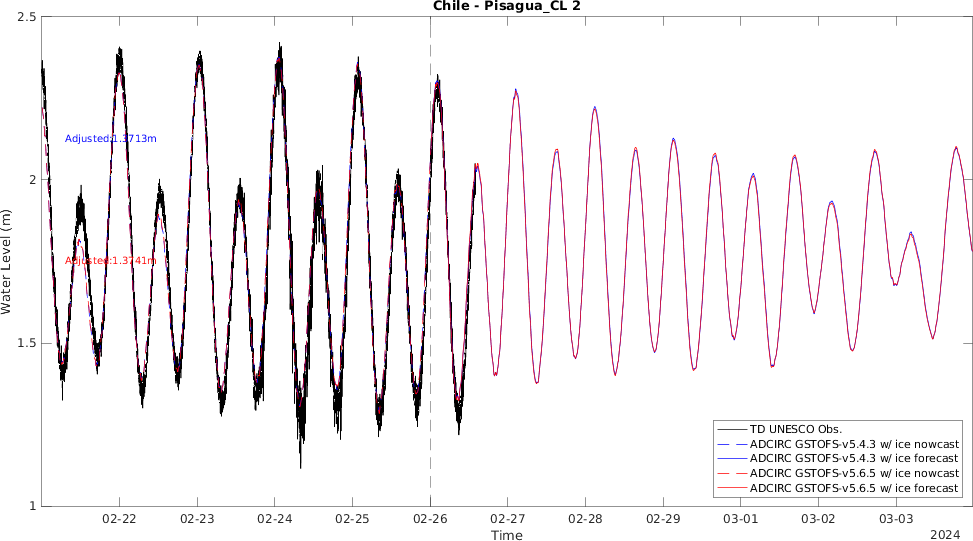 Chile - Pisagua_CL 2
2.5
2
1.5
1
Water Level (m)
Adjusted:1.3713m
Adjusted:1.3741m
TD UNESCO Obs.
ADCIRC GSTOFS-v5.4.3 w/ ice nowcast
ADCIRC GSTOFS-v5.4.3 w/ ice forecast
ADCIRC GSTOFS-v5.6.5 w/ ice nowcast
ADCIRC GSTOFS-v5.6.5 w/ ice forecast
02-22 02-23 02-24 02-25 02-26 02-27 02-28 02-29 03-01 03-02 03-03
Time
2024